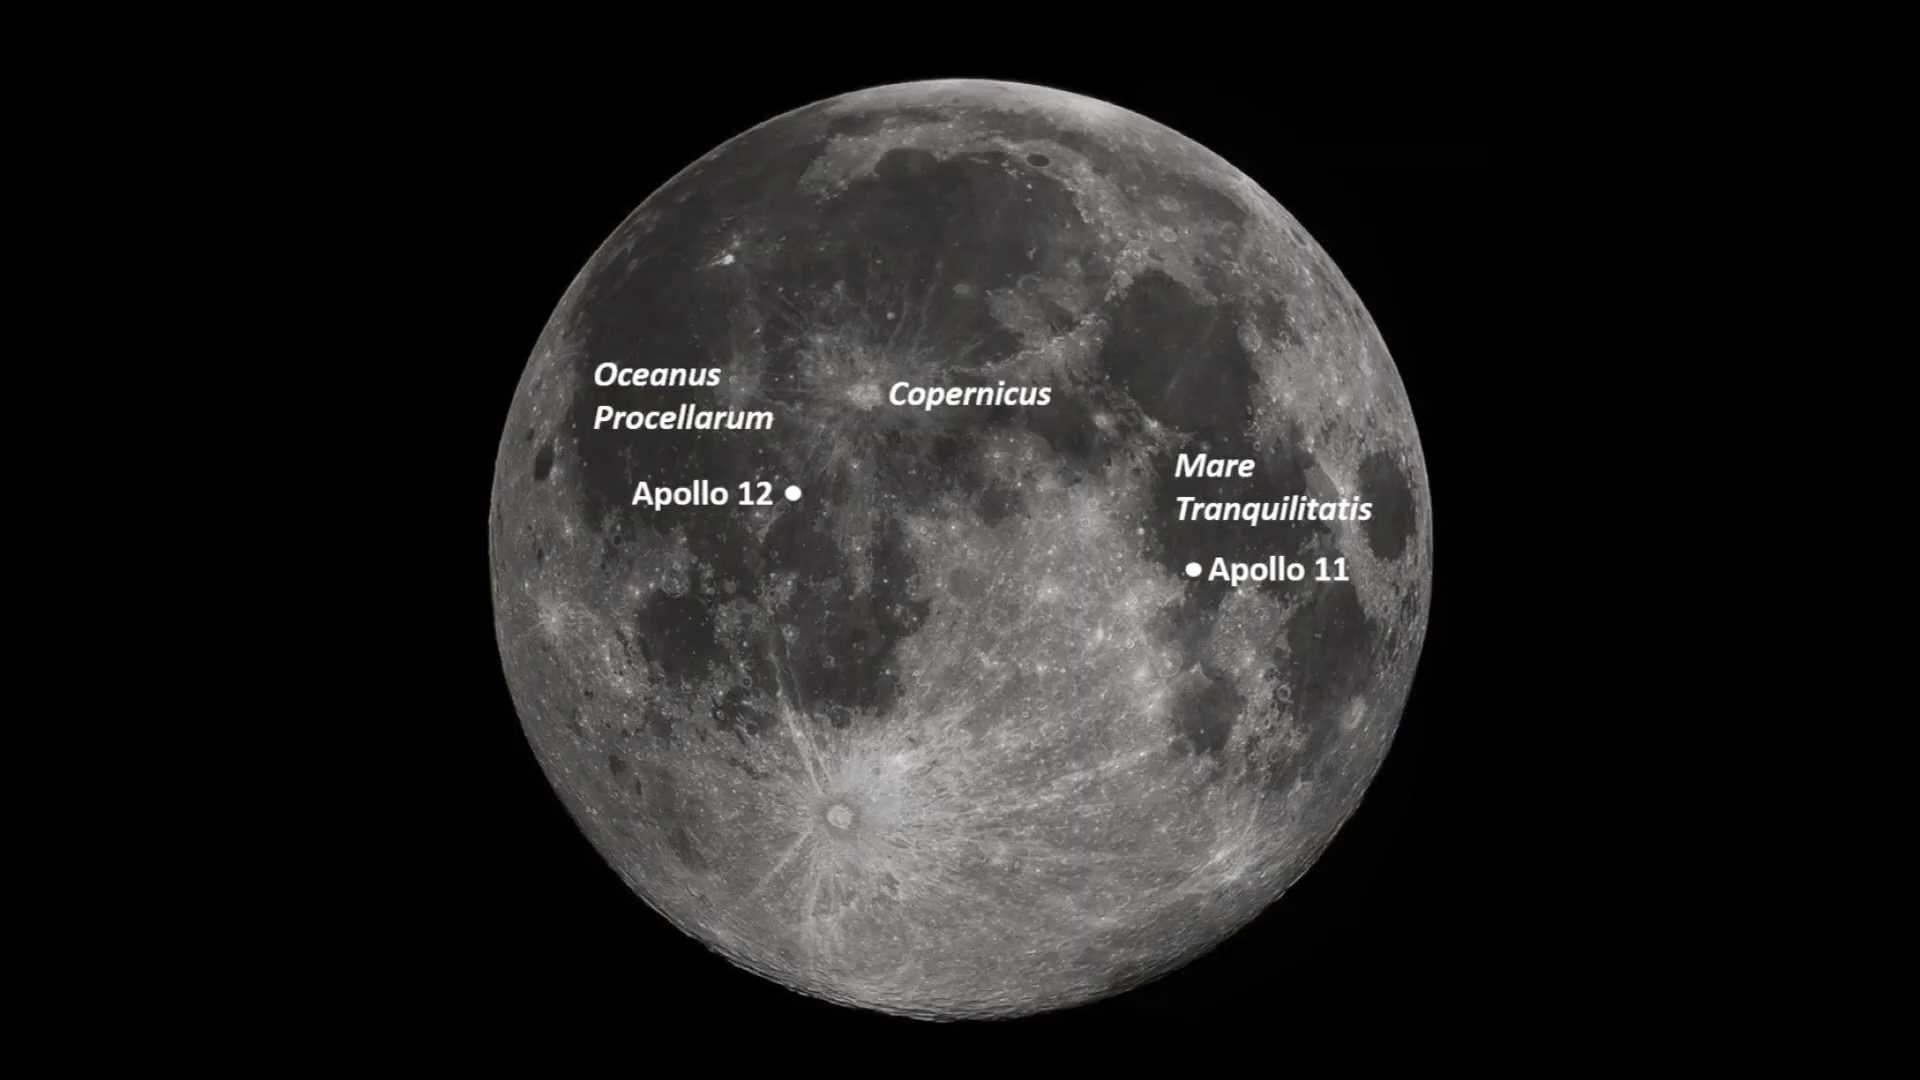 Oceanus
Procellarum
Copernicus
Mare
Tranquilitatis
Apollo 12
Apollo 11